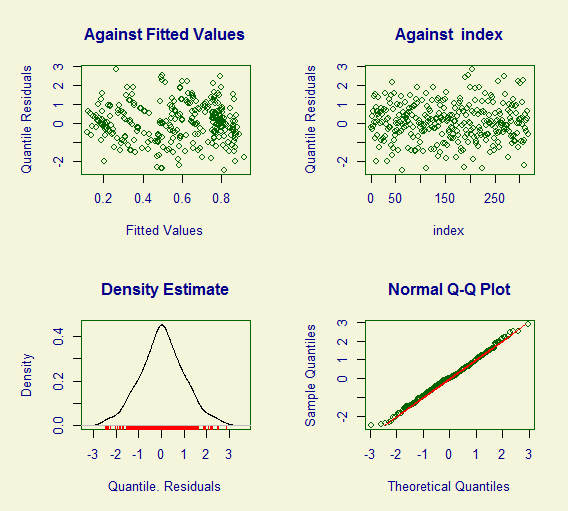 Against Fitted Values
Quantile Residuals
-2 0 1 2 3
0.2 0.4 0.6 0.8
Fitted Values
Against index
Quantile Residuals
-2 0 1 2 3
0 50 150 250
index
Density Estimate
Density
0.0 0.2 0.4
-3 -2 -1 0 1 2 3
Quantile. Residuals
Normal Q-Q Plot
Sample Quantiles
-2 0 1 2 3
-3 -2 -1 0 1 2 3
Theoretical Quantiles